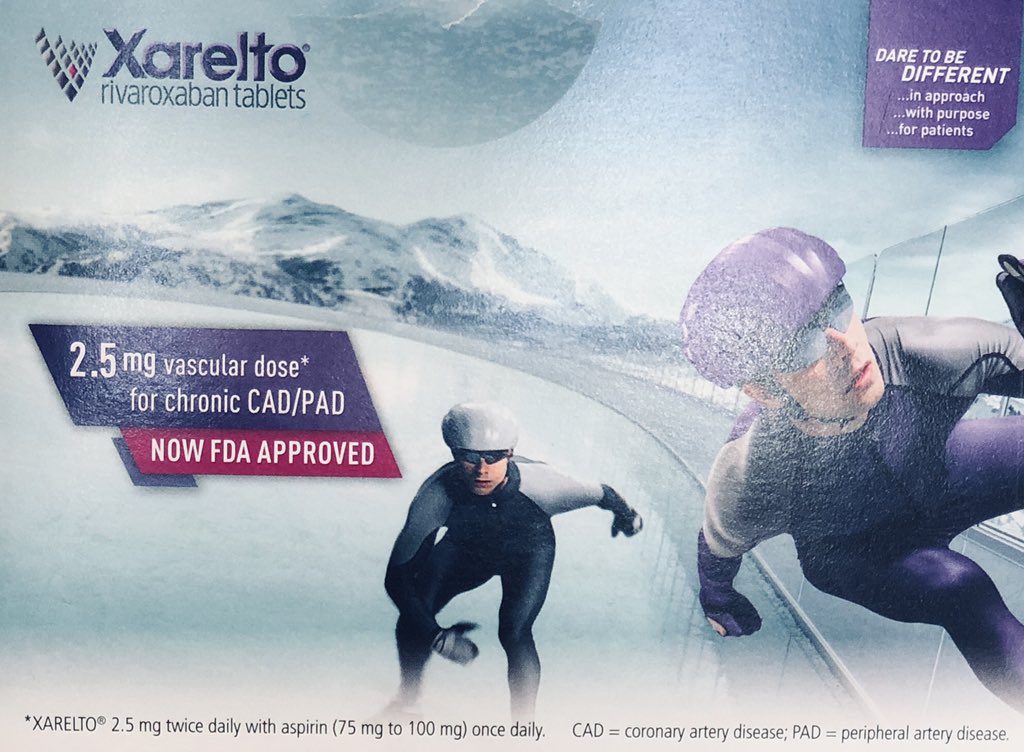 Xarelto®
rivaroxaban tablets
DARE TO BE
DIFFERENT
...in approach
...with purpose
...for patients
2.5 mg vascular dose*
for chronic CAD/PAD
NOW FDA APPROVED
*XARELTO® 2.5 mg twice daily with aspirin (75 mg to 100 mg) once daily. CAD = coronary artery disease; PAD = peripheral artery disease.